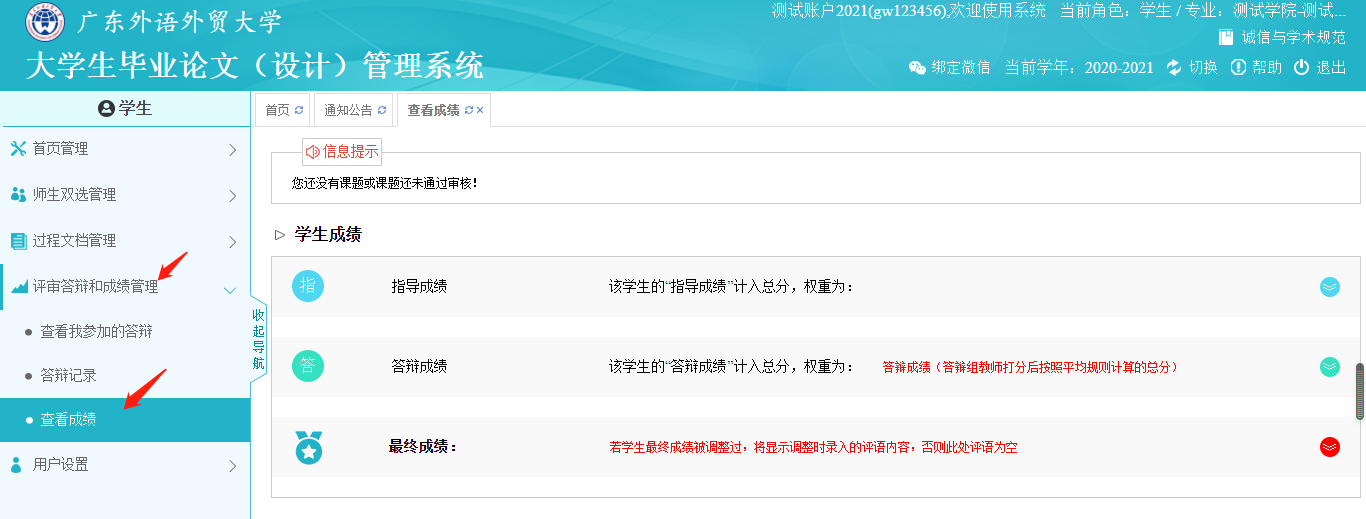 广东外语外贸大学
大学生毕业论文（设计）管理系统
测试账户2021(gw123456),欢迎使用系统 当前角色：学生 / 专业：测试学院-测试...
诚信与学术规范
绑定微信 当前学年：2020-2021 切换 帮助 退出
学生
首页管理
师生双选管理
过程文档管理
评审答辩和成绩管理
查看我参加的答辩
答辩记录
查看成绩
用户设置
收起导航
首页 通知公告 查看成绩
信息提示
您还没有课题或课题还未通过审核！
学生成绩
指 指导成绩 该学生的“指导成绩”计入总分，权重为：
答 答辩成绩 该学生的“答辩成绩”计入总分，权重为： 答辩成绩（答辩组教师打分后按照平均规则计算的总分）
最终成绩： 若学生最终成绩被调整过，将显示调整时录入的评语内容，否则此处评语为空